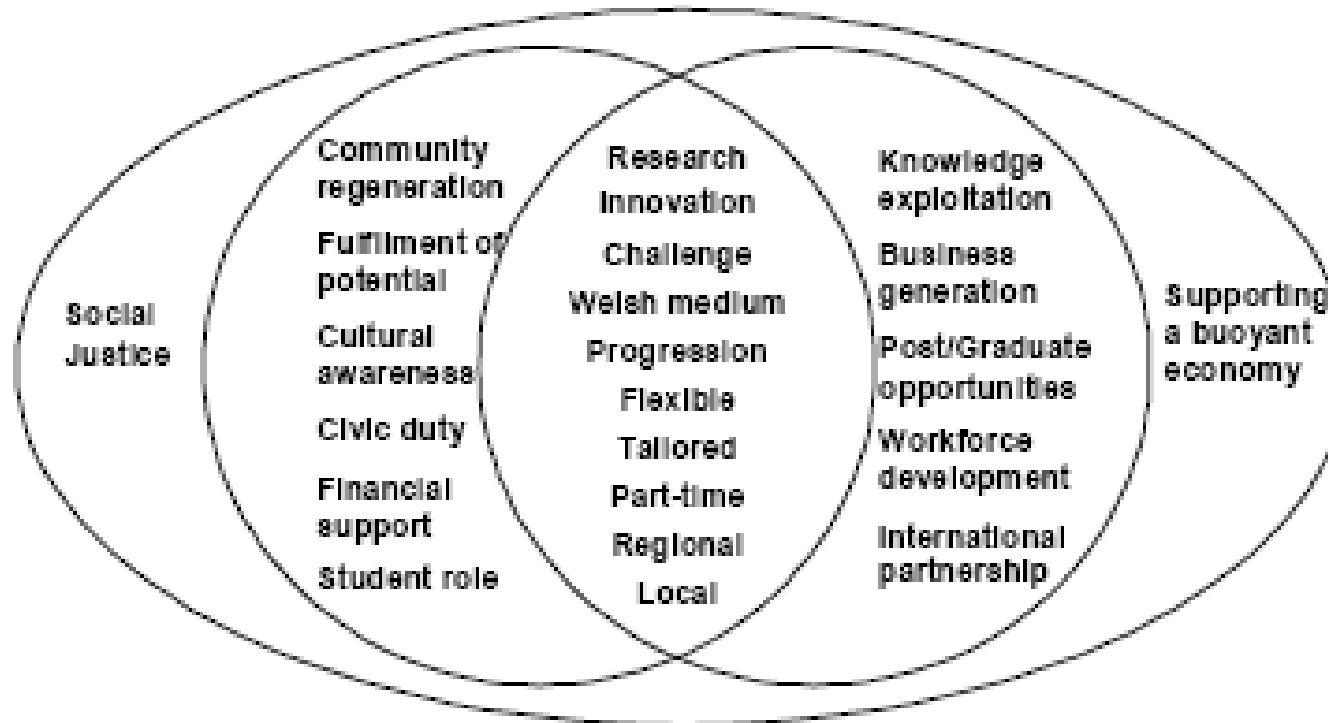 Social
Justice
Community
regeneration
Fulfilment of
potential
Cultural
awareness
Civic duty
Financial
support
Student role
Research
Innovation
Challenge
Welsh medium
Progression
Flexible
Tailored
Part-time
Regional
Local
Knowledge
exploitation
Business
generation
Post/Graduate
opportunities
Workforce
development
International
partnership
Supporting
a buoyant
economy